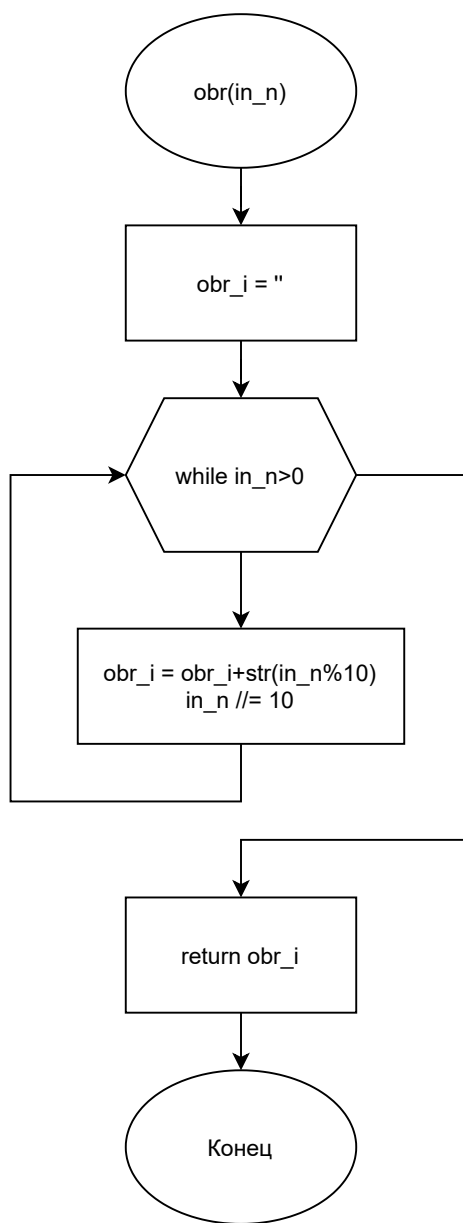 obr(in_n)
obr_i = ''
while in_n>0
obr_i = obr_i+str(in_n%10)
in_n //= 10
return obr_i
Конец